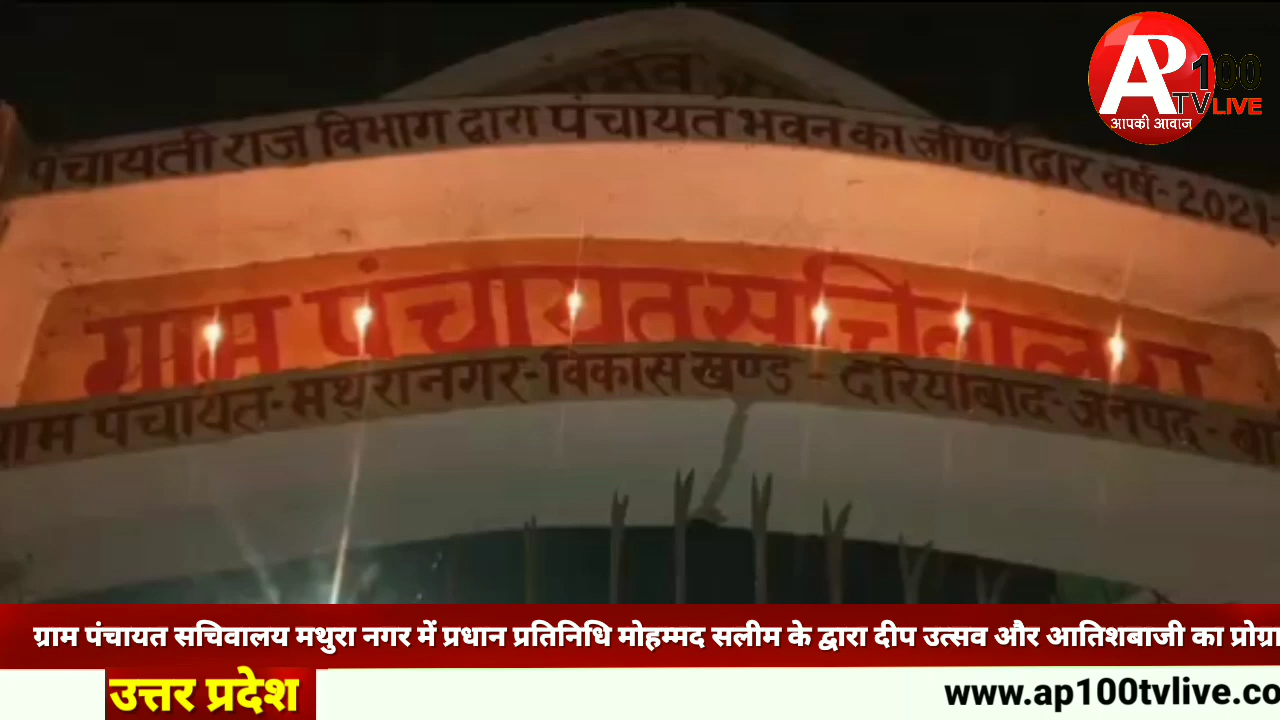 AP
100
TV LIVE
आपकी आवाज
पंचायती राज विभाग पंचायत भवन का जीर्णोद्वार वर्ष- 2021-
ग्राम पंचायत सचिवालय
ग्राम पंचायत- मथुरानगर- विकास खण्ड - दरियाबाद- जनपद - बा
ग्राम पंचायत सचिवालय मथुरा नगर में प्रधान प्रतिनिधि मोहम्मद सलीम के द्वारा दीप उत्सव और आतिशबाजी का प्रोग्रा
उत्तर प्रदेश
www.ap100tvlive.co